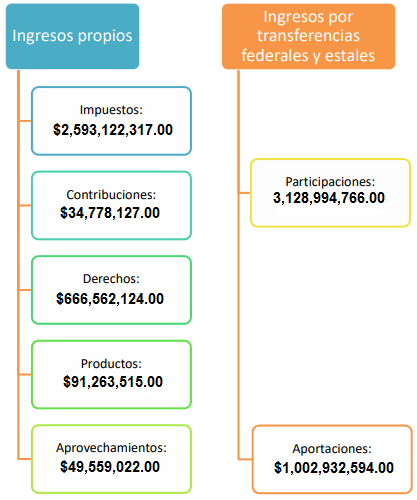 Ingresos propios
Impuestos:
$2,593,122,317.00
Contribuciones:
$34,778,127.00
Derechos:
$666,562,124.00
Productos:
$91,263,515.00
Aprovechamientos:
$49,559,022.00
Ingresos por
transferencias
federales y estales
Participaciones:
3,128,994,766.00
Aportaciones:
$1,002,932,594.00